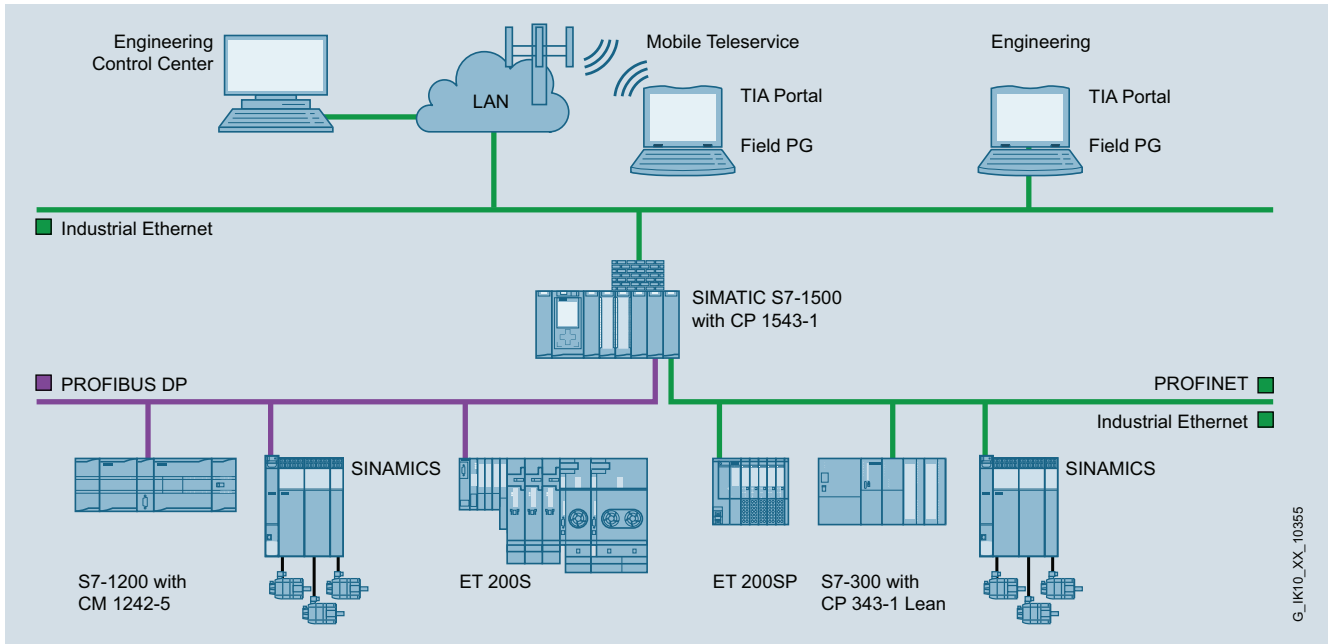 Engineering
Control Center
LAN
Mobile Teleservice
TIA Portal
Field PG
Engineering
TIA Portal
Field PG
Industrial Ethernet
SIMATIC S7-1500
with CP 1543-1
PROFIBUS DP
PROFINET
Industrial Ethernet
SINAMICS
SINAMICS
S7-1200 with
CM 1242-5
ET 200S
ET 200SP
S7-300 with
CP 343-1 Lean
G_IK10_XX_10355